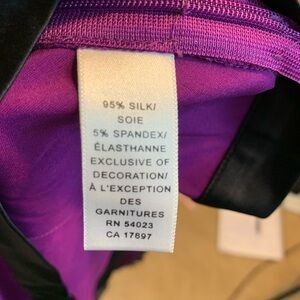 95% SILK/
SOIE
5% SPANDEX/
ÉLASTHANNE
EXCLUSIVE OF
DECORATION/
À L'EXCEPTION
DES
GARNITURES
RN 54023
CA 17897